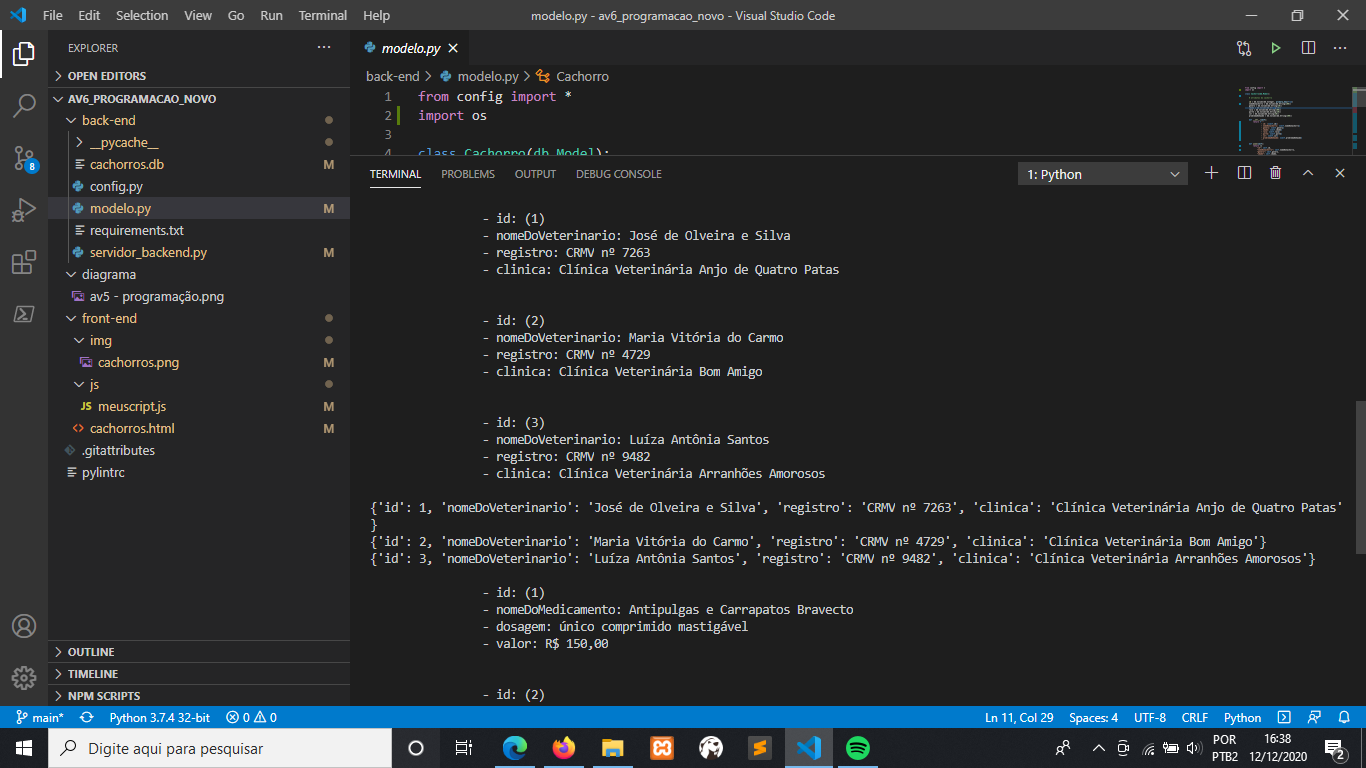 File Edit Selection View Go Run Terminal Help
modelo.py - av6_programacao_novo - Visual Studio Code
EXPLORER
OPEN EDITORS
AV6_PROGRAMACAO_NOVO
back-end
__pycache__
cachorros.db M
config.py
modelo.py M
requirements.txt
servidor_backend.py M
diagrama
av5 - programação.png
front-end
img
cachorros.png M
js
JS meuscript.js M
cachorros.html M
.gitattributes
pylintrc
OUTLINE
TIMELINE
NPM SCRIPTS
8
modelo.py
back-end > modelo.py > Cachorro
1 from config import *
2 import os
3
4 class Cachorro(db.Model):
TERMINAL PROBLEMS OUTPUT DEBUG CONSOLE
1: Python
- id: (1)
- nomeDoVeterinario: José de Olveira e Silva
- registro: CRMV nº 7263
- clinica: Clínica Veterinária Anjo de Quatro Patas
- id: (2)
- nomeDoVeterinario: Maria Vitória do Carmo
- registro: CRMV nº 4729
- clinica: Clínica Veterinária Bom Amigo
- id: (3)
- nomeDoVeterinario: Luíza Antônia Santos
- registro: CRMV nº 9482
- clinica: Clínica Veterinária Arranhões Amorosos
{'id': 1, 'nomeDoVeterinario': 'José de Olveira e Silva', 'registro': 'CRMV nº 7263', 'clinica': 'Clínica Veterinária Anjo de Quatro Patas'
}
{'id': 2, 'nomeDoVeterinario': 'Maria Vitória do Carmo', 'registro': 'CRMV nº 4729', 'clinica': 'Clínica Veterinária Bom Amigo'}
{'id': 3, 'nomeDoVeterinario': 'Luíza Antônia Santos', 'registro': 'CRMV nº 9482', 'clinica': 'Clínica Veterinária Arranhões Amorosos'}
- id: (1)
- nomeDoMedicamento: Antipulgas e Carrapatos Bravecto
- dosagem: único comprimido mastigável
- valor: R$ 150,00
- id: (2)
main* Python 3.7.4 32-bit 0 0
Ln 11, Col 29 Spaces: 4 UTF-8 CRLF Python
Digite aqui para pesquisar
POR
PTB2
16:38
12/12/2020
2